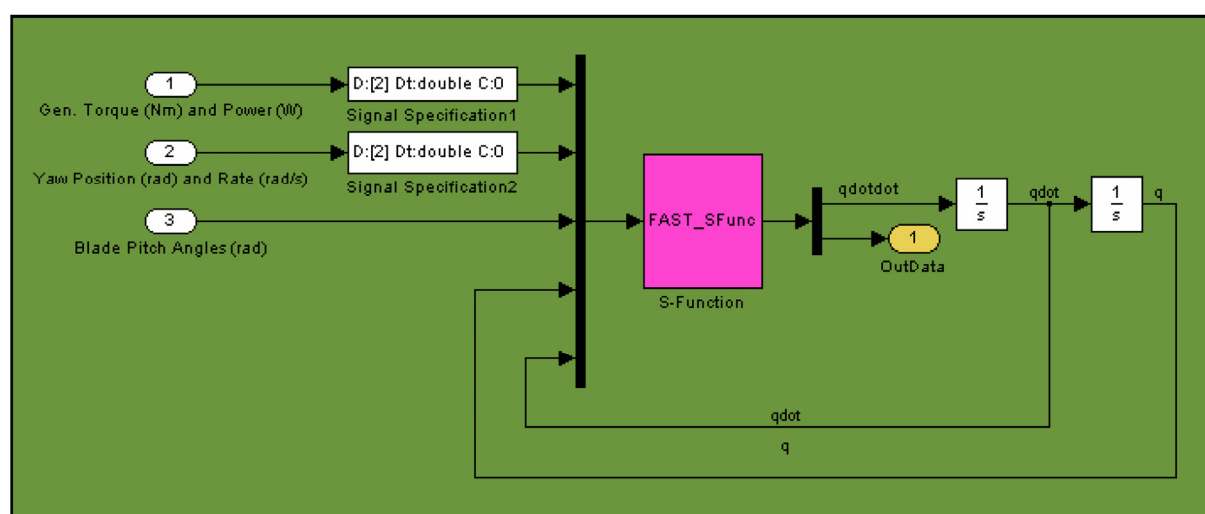 1
D:[2] Dt:double C:0
Gen. Torque (Nm) and Power (W)
Signal Specification1
2
D:[2] Dt:double C:0
Yaw Position (rad) and Rate (rad/s)
Signal Specification2
3
Blade Pitch Angles (rad)
FAST_SFunc
S-Function
qdotdot
1
OutData
1
s
qdot
1
s
q
qdot
q